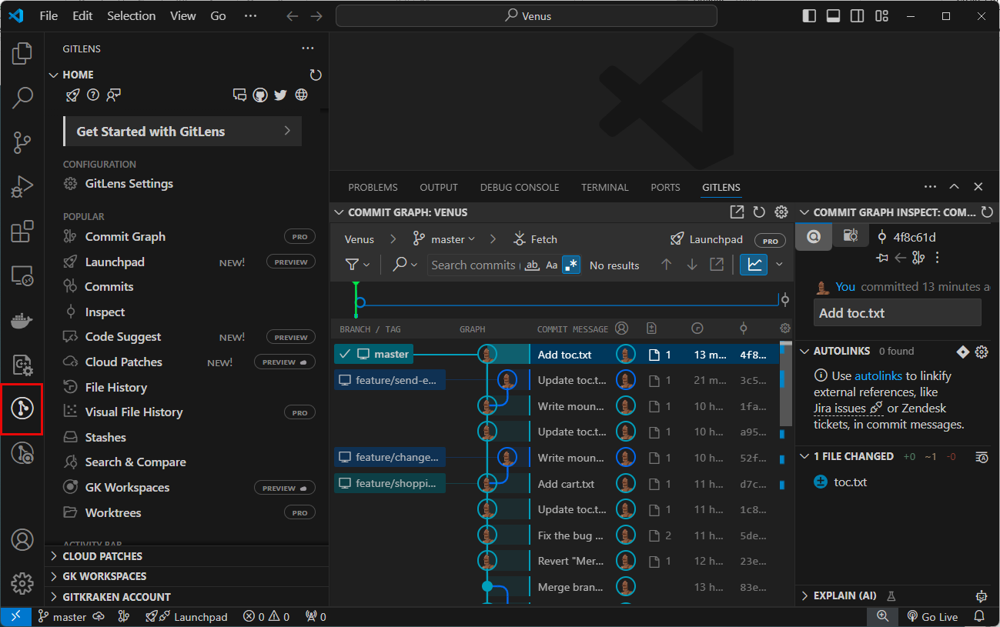 File Edit Selection View Go ··· Venus
GITLENS ···
HOME
Get Started with GitLens
CONFIGURATION
GitLens Settings
POPULAR
Commit Graph PRO
Launchpad NEW! PREVIEW
Commits
Inspect
Code Suggest NEW! PREVIEW
Cloud Patches NEW! PREVIEW
File History
Visual File History PRO
Stashes
Search & Compare
GK Workspaces PREVIEW
Worktrees PRO
ACTIVITY BAR
CLOUD PATCHES
GK WORKSPACES
GITKRAKEN ACCOUNT
PROBLEMS OUTPUT DEBUG CONSOLE TERMINAL PORTS GITLENS ···
COMMIT GRAPH: VENUS
Venus master Fetch Launchpad PRO
Search commits ab Aa .* No results
BRANCH / TAG GRAPH COMMIT MESSAGE
master Add toc.txt 1 13 m... 4f8...
feature/send-e... Update toc.t... 1 21 m... 3c5...
Write moun... 1 10 h... 1fa...
Update toc.t... 1 10 h... a95...
feature/change... Write moun... 1 10 h... 52f...
feature/shoppi... Add cart.txt 1 11 h... d7c...
Update toc.t... 1 11 h... 1c8...
Fix the bug ... 2 11 h... 5de...
Revert "Mer... 1 12 h... 23e...
Merge bran... 13 h... 83e...
COMMIT GRAPH INSPECT: COM...
4f8c61d
You committed 13 minutes a
Add toc.txt
AUTOLINKS 0 found
Use autolinks to linkify
external references, like
Jira issues or Zendesk
tickets, in commit messages.
1 FILE CHANGED +0 ~1 -0
toc.txt
EXPLAIN (AI)
master Launchpad 0 0 0 Go Live